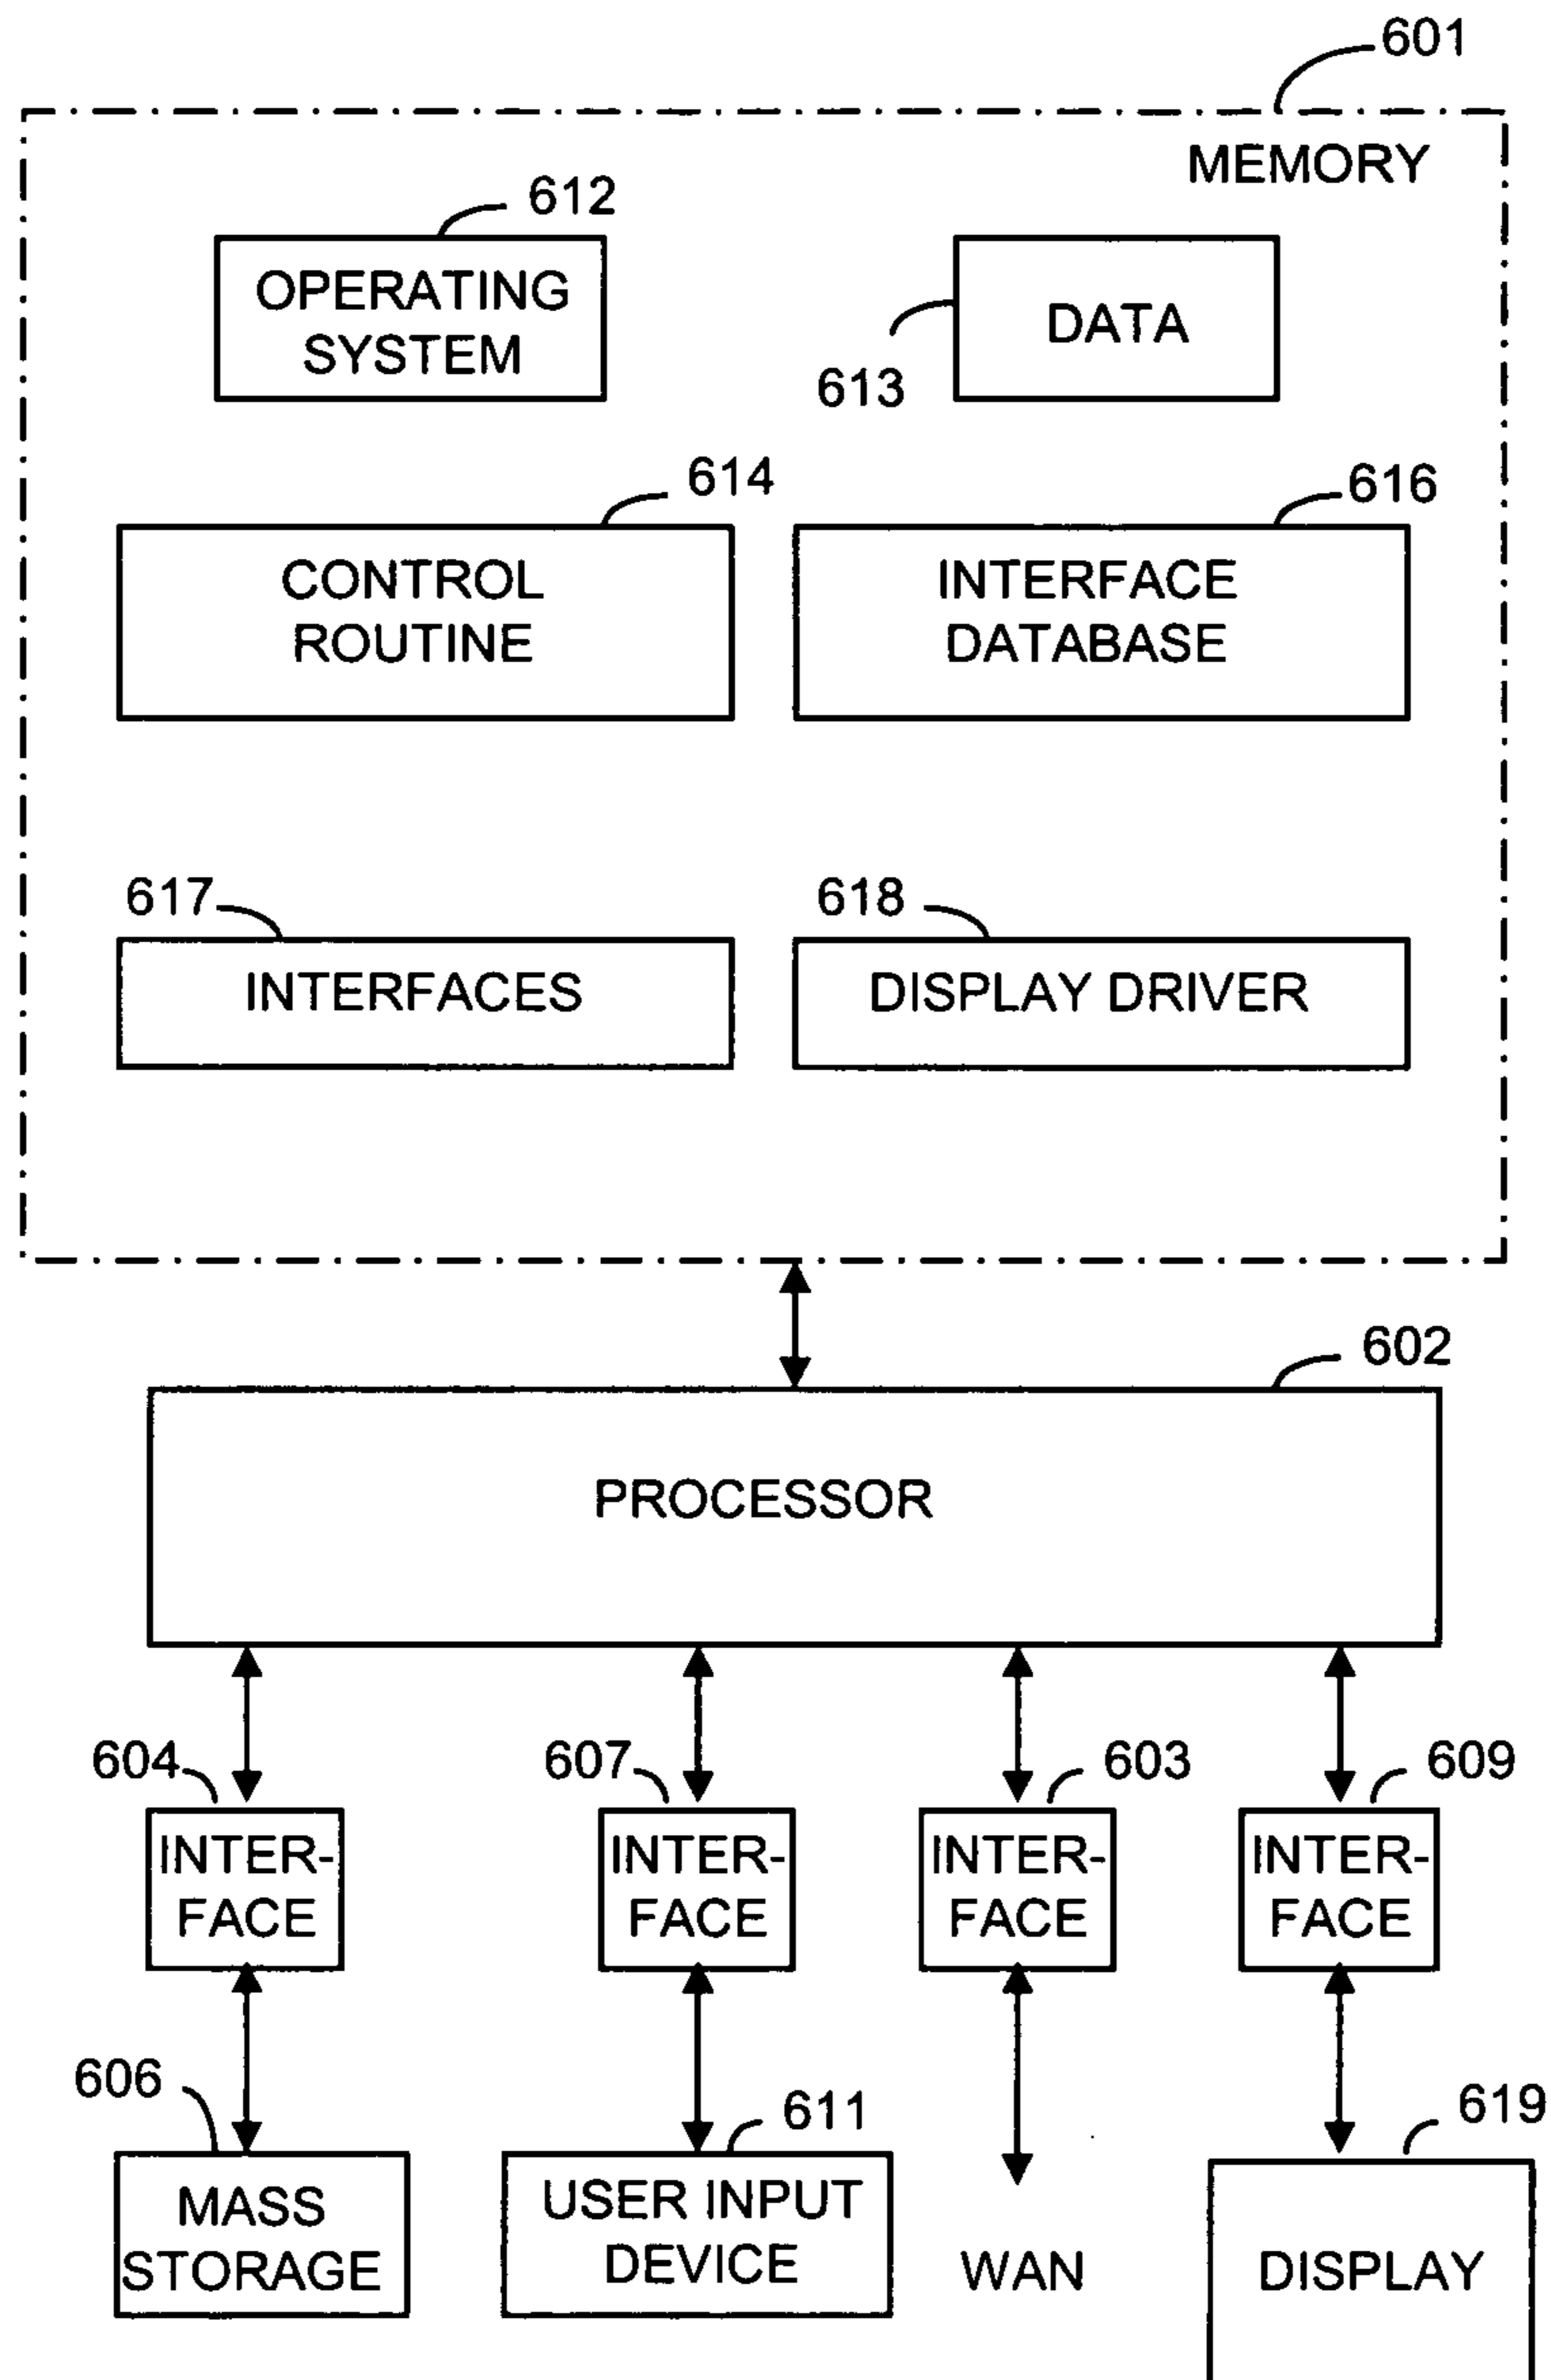 601
MEMORY
612
OPERATING
SYSTEM
DATA
613
614
CONTROL
ROUTINE
616
INTERFACE
DATABASE
617
INTERFACES
618
DISPLAY DRIVER
602
PROCESSOR
604
INTER-
FACE
607
INTER-
FACE
603
INTER-
FACE
609
INTER-
FACE
606
MASS
STORAGE
611
USER INPUT
DEVICE
WAN
619
DISPLAY